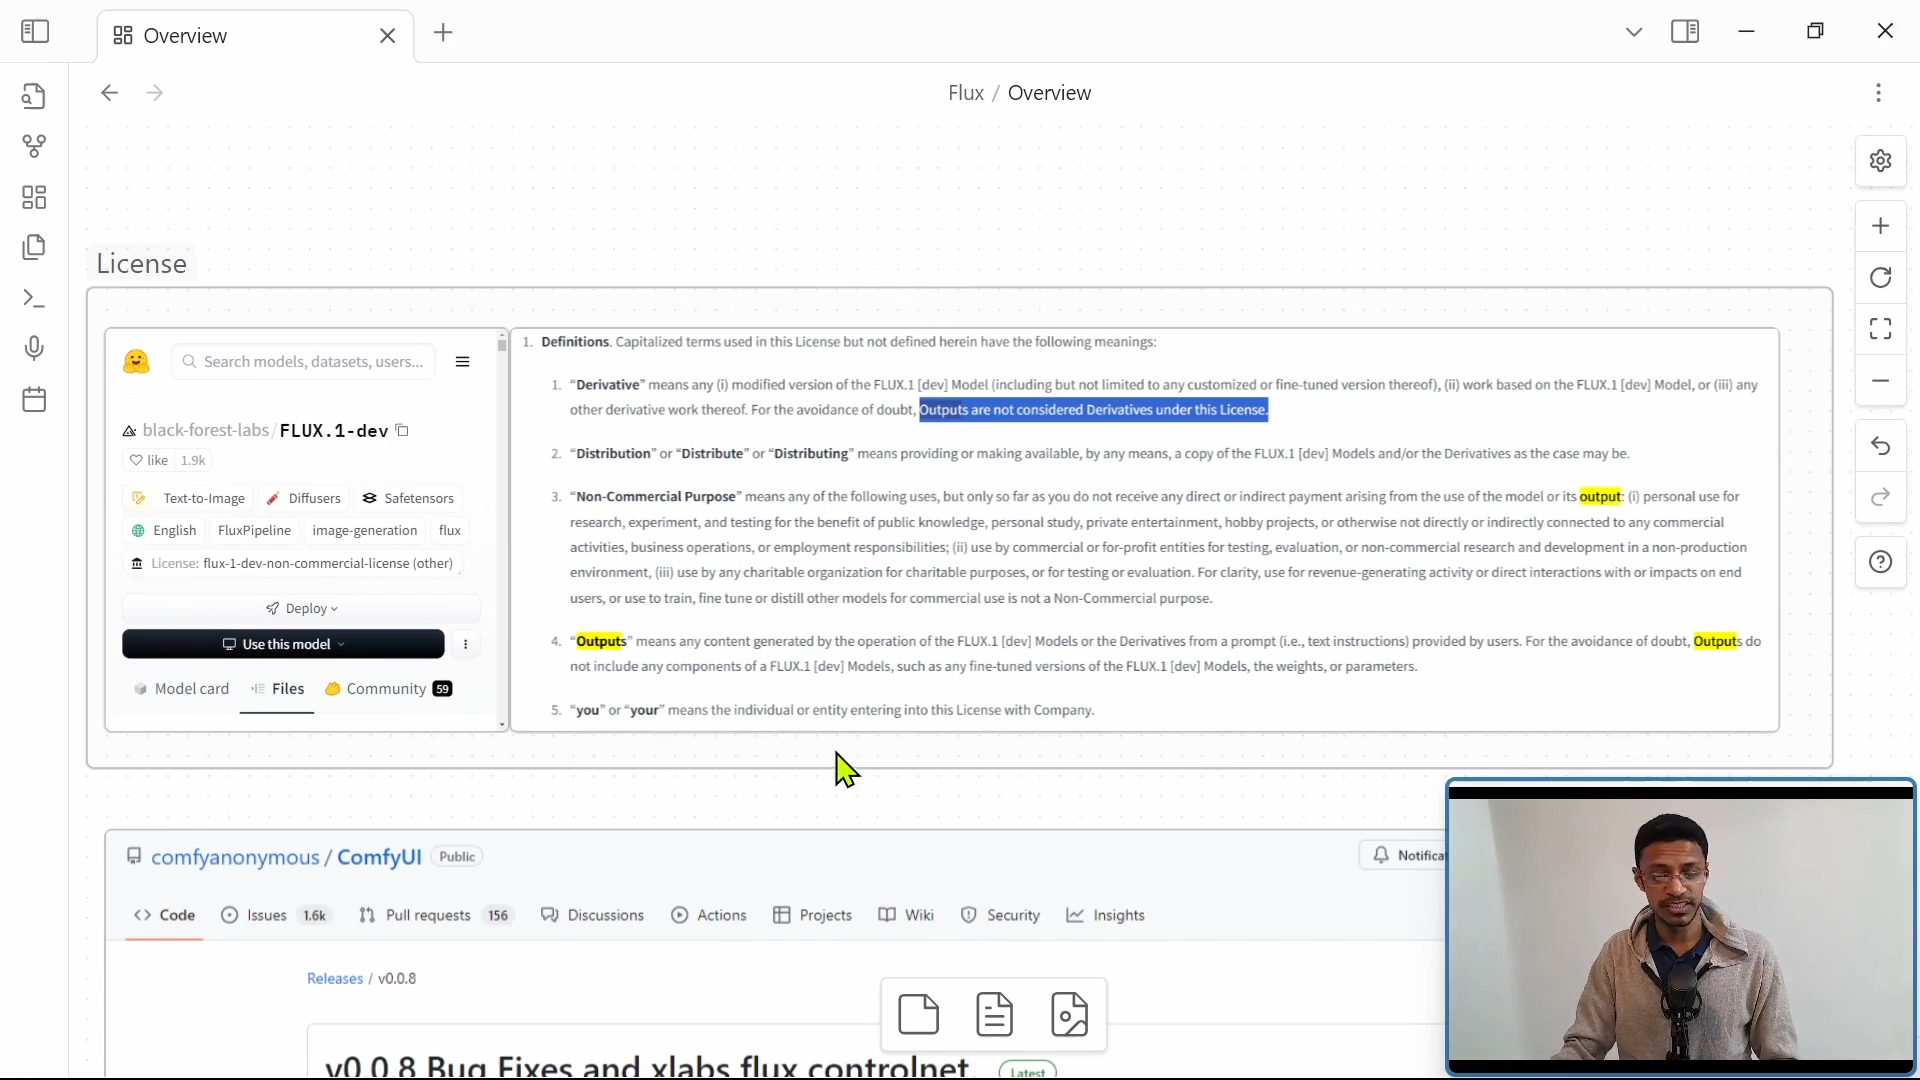 Overview
Flux / Overview
License
Search models, datasets, users...
black-forest-labs/FLUX.1-dev
like 1.9k
Text-to-Image Diffusers Safetensors
English FluxPipeline image-generation flux
License: flux-1-dev-non-commercial-license (other)
Deploy
Use this model
Model card Files Community 59
1. Definitions. Capitalized terms used in this License but not defined herein have the following meanings:
1. “Derivative” means any (i) modified version of the FLUX.1 [dev] Model (including but not limited to any customized or fine-tuned version thereof), (ii) work based on the FLUX.1 [dev] Model, or (iii) any
other derivative work thereof. For the avoidance of doubt, Outputs are not considered Derivatives under this License.
2. “Distribution” or “Distribute” or “Distributing” means providing or making available, by any means, a copy of the FLUX.1 [dev] Models and/or the Derivatives as the case may be.
3. “Non-Commercial Purpose” means any of the following uses, but only so far as you do not receive any direct or indirect payment arising from the use of the model or its output: (i) personal use for
research, experiment, and testing for the benefit of public knowledge, personal study, private entertainment, hobby projects, or otherwise not directly or indirectly connected to any commercial
activities, business operations, or employment responsibilities; (ii) use by commercial or for-profit entities for testing, evaluation, or non-commercial research and development in a non-production
environment, (iii) use by any charitable organization for charitable purposes, or for testing or evaluation. For clarity, use for revenue-generating activity or direct interactions with or impacts on end
users, or use to train, fine tune or distill other models for commercial use is not a Non-Commercial purpose.
4. “Outputs” means any content generated by the operation of the FLUX.1 [dev] Models or the Derivatives from a prompt (i.e., text instructions) provided by users. For the avoidance of doubt, Outputs do
not include any components of a FLUX.1 [dev] Models, such as any fine-tuned versions of the FLUX.1 [dev] Models, the weights, or parameters.
5. “you” or “your” means the individual or entity entering into this License with Company.
comfyanonymous / ComfyUI Public
Notificat
Code Issues 1.6k Pull requests 156 Discussions Actions Projects Wiki Security Insights
Releases / v0.0.8
v0.0.8 Bug Fixes and xlabs flux controlnet. Latest